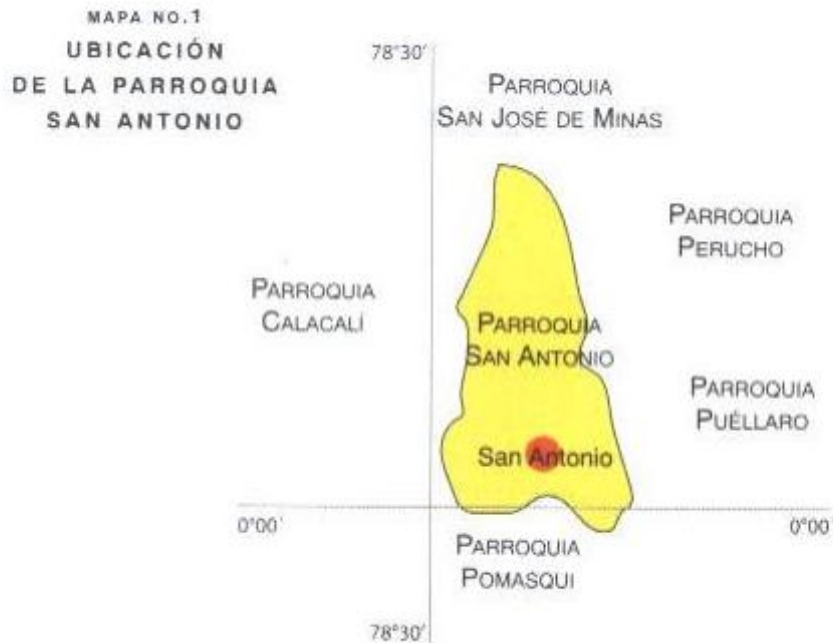 MAPA NO.1
UBICACIÓN
DE LA PARROQUIA
SAN ANTONIO
78°30'
PARROQUIA
SAN JOSÉ DE MINAS
PARROQUIA
PERUCHO
PARROQUIA
CALACALÍ
PARROQUIA
SAN ANTONIO
PARROQUIA
PUÉLLARO
San Antonio
0°00'
0°00'
PARROQUIA
POMASQUI
78°30'